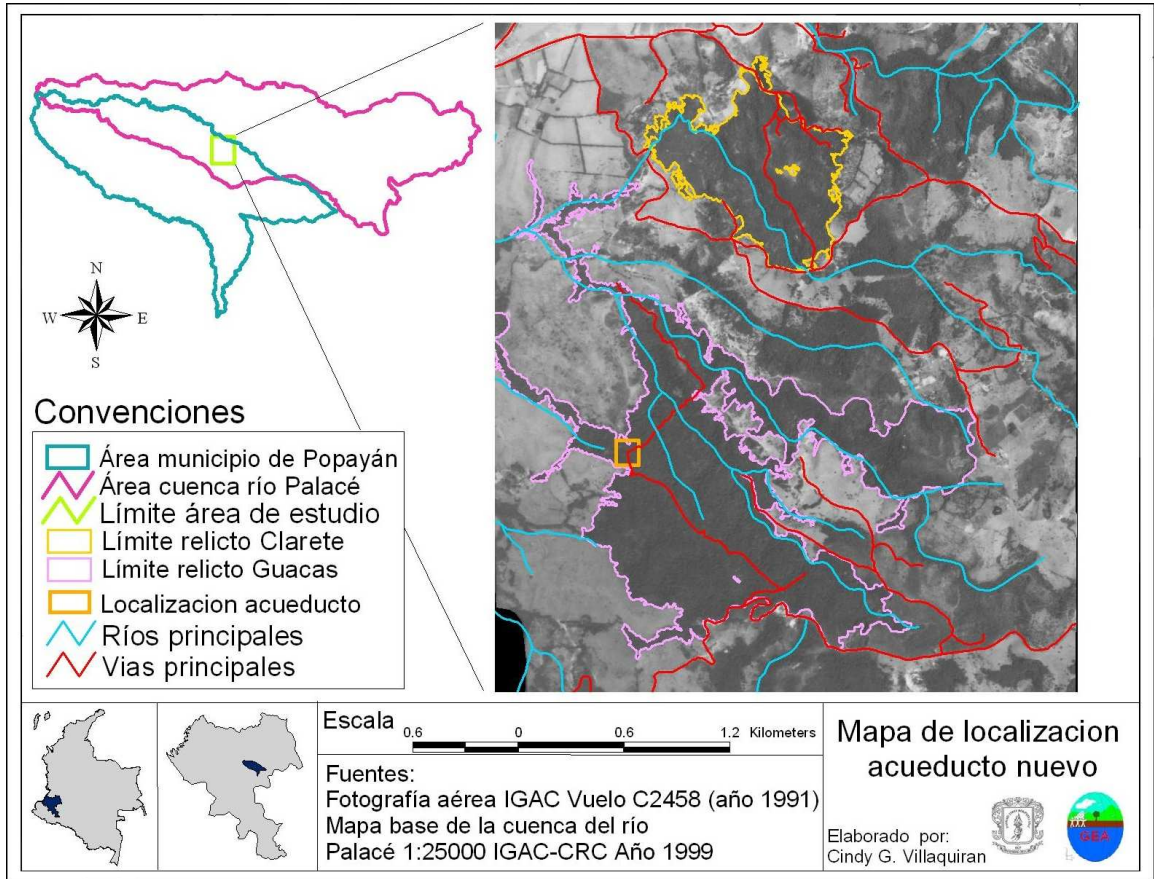 N
W
E
S
Convenciones
Área municipio de Popayán
Área cuenca río Palacé
Límite área de estudio
Límite relicto Clarete
Límite relicto Guacas
Localizacion acueducto
Ríos principales
Vias principales
Escala
0.6 0 0.6 1.2 Kilometers
Fuentes:
Fotografía aérea IGAC Vuelo C2458 (año 1991)
Mapa base de la cuenca del río
Palacé 1:25000 IGAC-CRC Año 1999
Mapa de localizacion
acueducto nuevo
Elaborado por:
Cindy G. Villaquiran
GEA